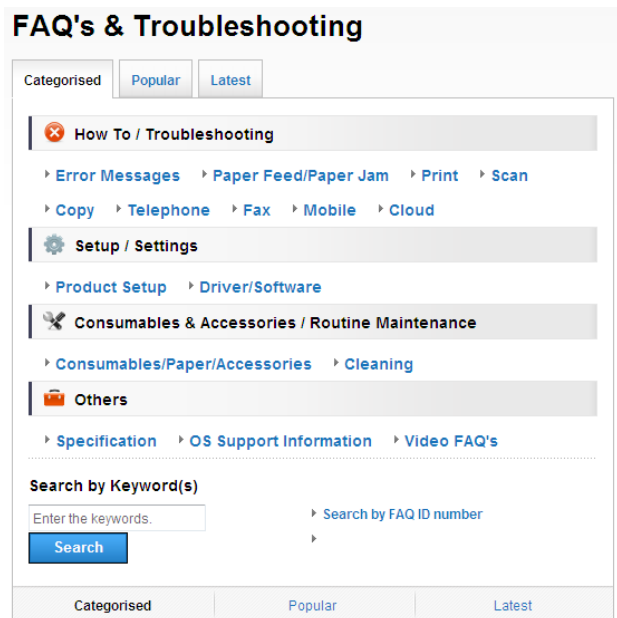 FAQ's & Troubleshooting
Categorised Popular Latest
How To / Troubleshooting
Error Messages Paper Feed/Paper Jam Print Scan
Copy Telephone Fax Mobile Cloud
Setup / Settings
Product Setup Driver/Software
Consumables & Accessories / Routine Maintenance
Consumables/Paper/Accessories Cleaning
Others
Specification OS Support Information Video FAQ's
Search by Keyword(s)
Enter the keywords. Search by FAQ ID number
Search
Categorised Popular Latest